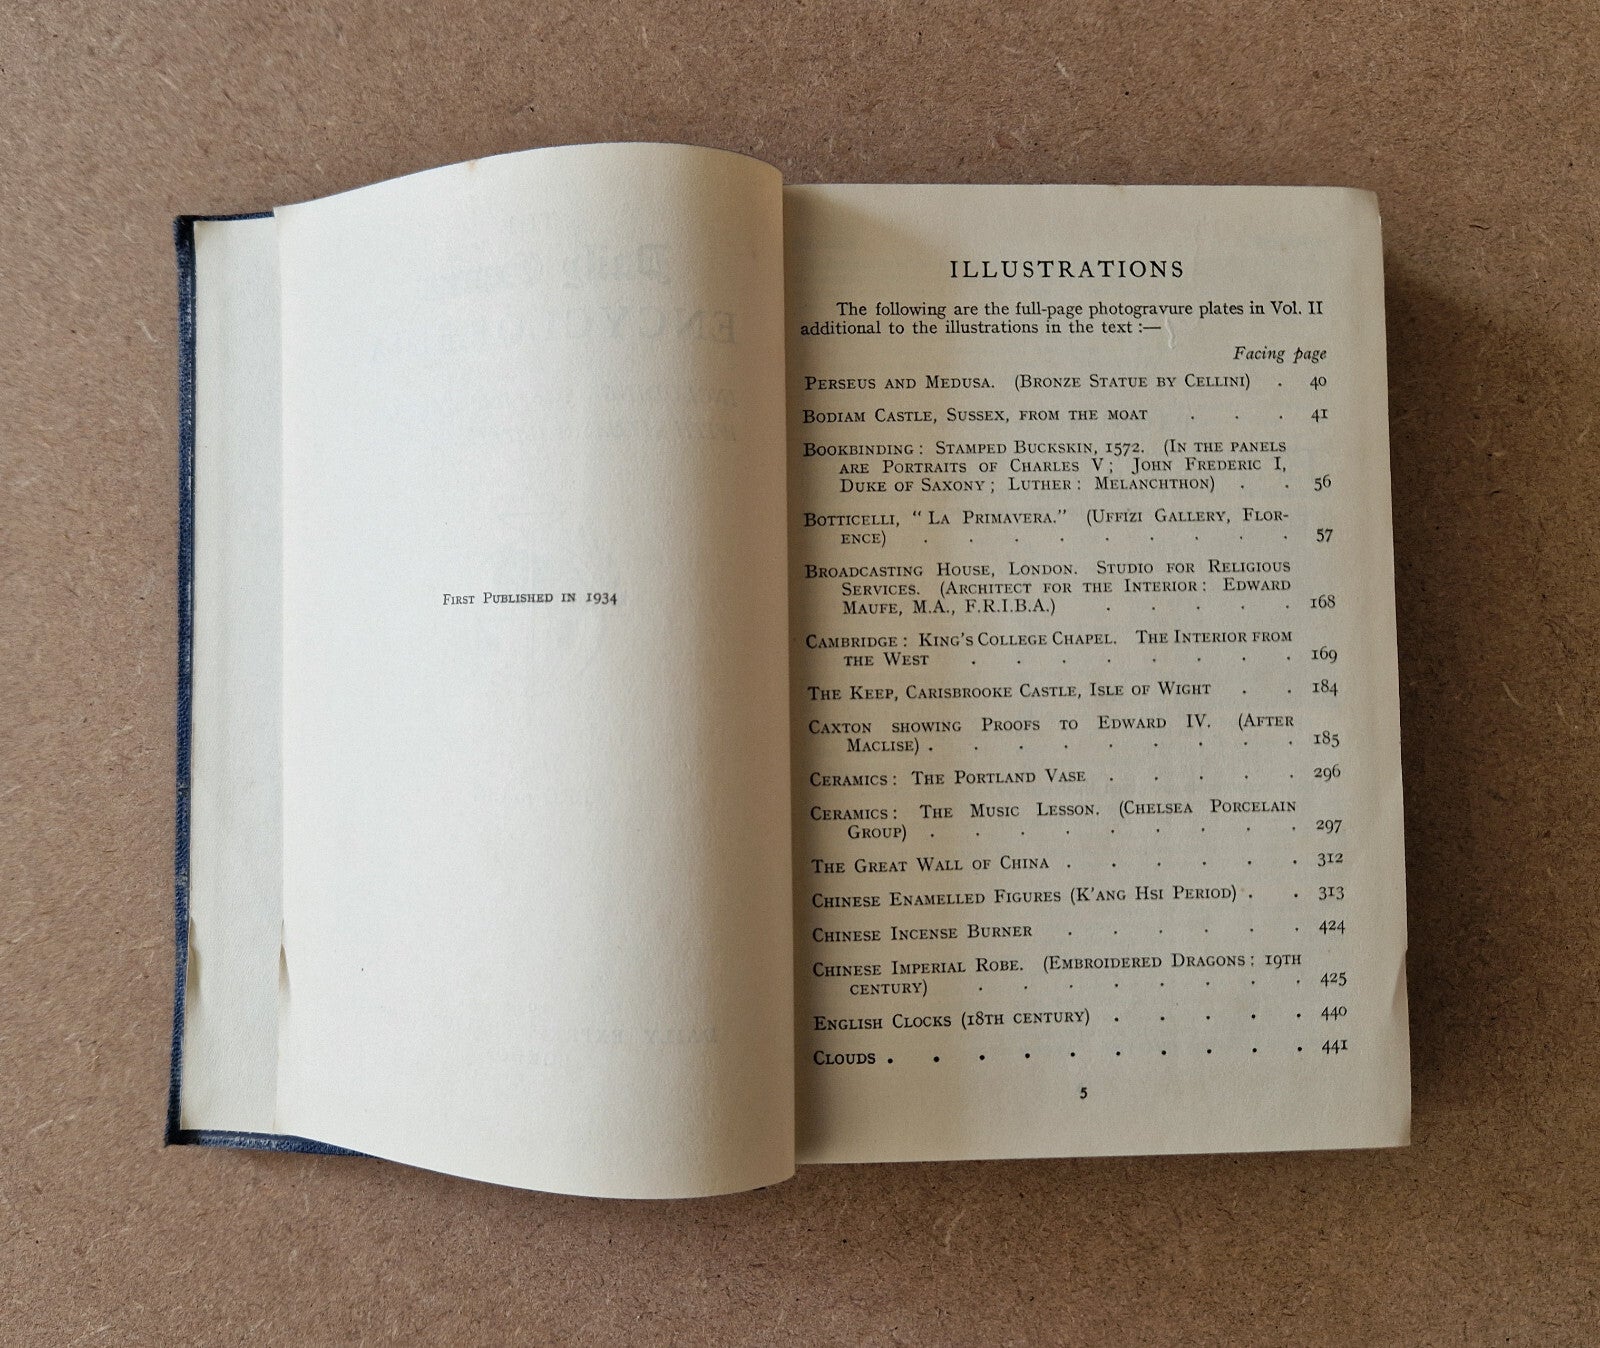 First Published in 1934
ILLUSTRATIONS
The following are the full-page photogravure plates in Vol. II
additional to the illustrations in the text :—
Facing page
Perseus and Medusa. (Bronze Statue by Cellini) . 40
Bodiam Castle, Sussex, from the moat . . . 41
Bookbinding : Stamped Buckskin, 1572. (In the panels
are Portraits of Charles V ; John Frederic I,
Duke of Saxony ; Luther : Melanchthon) . . 56
Botticelli, “ La Primavera.” (Uffizi Gallery, Flor-
ence) . . . . . . . . . 57
Broadcasting House, London. Studio for Religious
Services. (Architect for the Interior : Edward
Maufe, M.A., F.R.I.B.A.) . . . . . 168
Cambridge : King's College Chapel. The Interior from
the West . . . . . . . . 169
The Keep, Carisbrooke Castle, Isle of Wight . . 184
Caxton showing Proofs to Edward IV. (After
Maclise) . . . . . . . . . 185
Ceramics : The Portland Vase . . . . . 296
Ceramics : The Music Lesson. (Chelsea Porcelain
Group) . . . . . . . . . 297
The Great Wall of China . . . . . . 312
Chinese Enamelled Figures (K'ang Hsi Period) . . 313
Chinese Incense Burner . . . . . . 424
Chinese Imperial Robe. (Embroidered Dragons : 19th
century) . . . . . . . . 425
English Clocks (18th century) . . . . . 440
Clouds . . . . . . . . . . 441
5